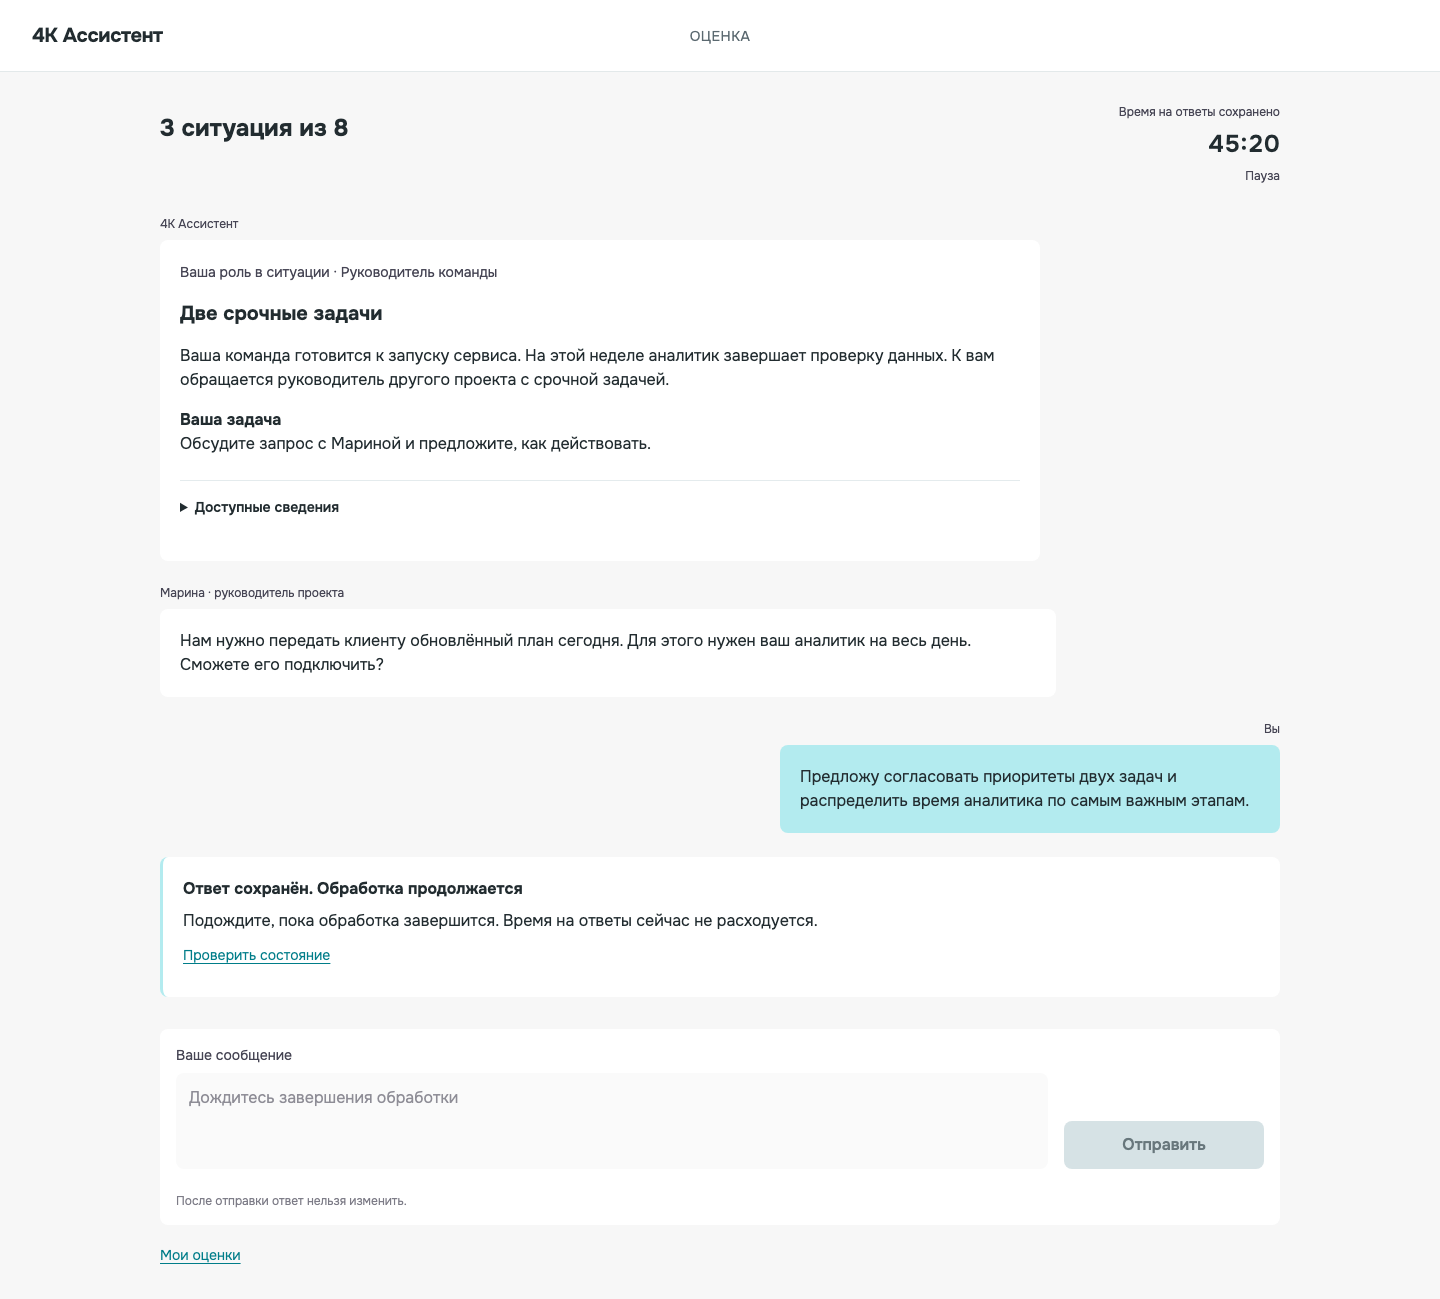 4К Ассистент
ОЦЕНКА
3 ситуация из 8
Время на ответы сохранено
45:20
Пауза
4К Ассистент
Ваша роль в ситуации · Руководитель команды
Две срочные задачи
Ваша команда готовится к запуску сервиса. На этой неделе аналитик завершает проверку данных. К вам
обращается руководитель другого проекта с срочной задачей.
Ваша задача
Обсудите запрос с Мариной и предложите, как действовать.
Доступные сведения
Марина · руководитель проекта
Нам нужно передать клиенту обновлённый план сегодня. Для этого нужен ваш аналитик на весь день.
Сможете его подключить?
Вы
Предложу согласовать приоритеты двух задач и
распределить время аналитика по самым важным этапам.
Ответ сохранён. Обработка продолжается
Подождите, пока обработка завершится. Время на ответы сейчас не расходуется.
Проверить состояние
Ваше сообщение
Дождитесь завершения обработки
Отправить
После отправки ответ нельзя изменить.
Мои оценки